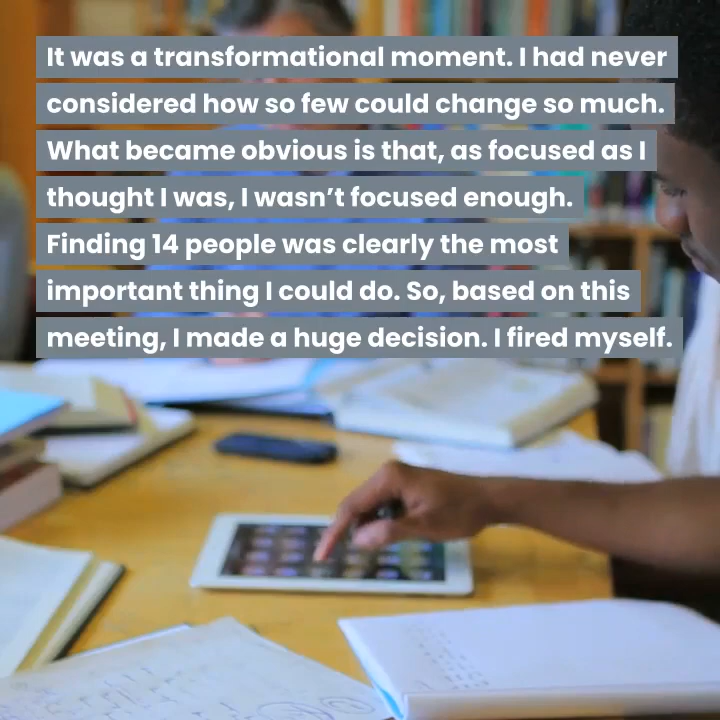 It was a transformational moment. I had never
considered how so few could change so much.
What became obvious is that, as focused as I
thought I was, I wasn't focused enough.
Finding 14 people was clearly the most
important thing I could do. So, based on this
meeting, I made a huge decision. I fired myself.